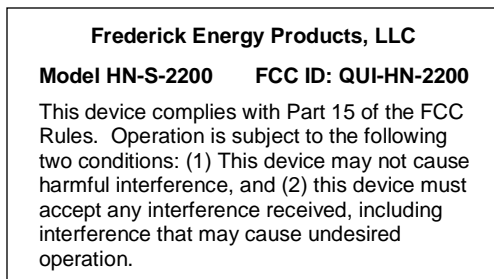 Frederick Energy Products, LLC
Model HN-S-2200 FCC ID: QUI-HN-2200
This device complies with Part 15 of the FCC
Rules. Operation is subject to the following
two conditions: (1) This device may not cause
harmful interference, and (2) this device must
accept any interference received, including
interference that may cause undesired
operation.